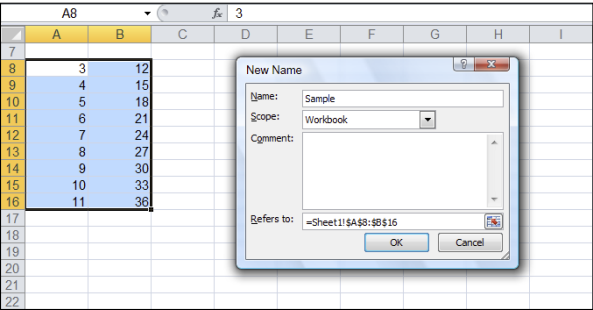 A8 fx 3
A B C D E F G H I
7
8 3 12
9 4 15
10 5 18
11 6 21
12 7 24
13 8 27
14 9 30
15 10 33
16 11 36
17
18
19
20
21
22
New Name
Name: Sample
Scope: Workbook
Comment:
Refers to: =Sheet1!$A$8:$B$16
OK Cancel